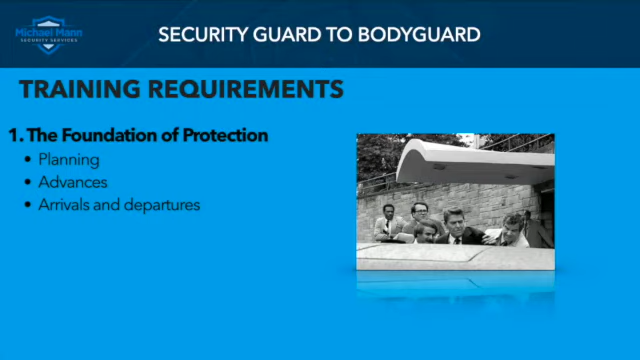 Michael Mann
SECURITY SERVICES
SECURITY GUARD TO BODYGUARD
TRAINING REQUIREMENTS
1. The Foundation of Protection
• Planning
• Advances
• Arrivals and departures